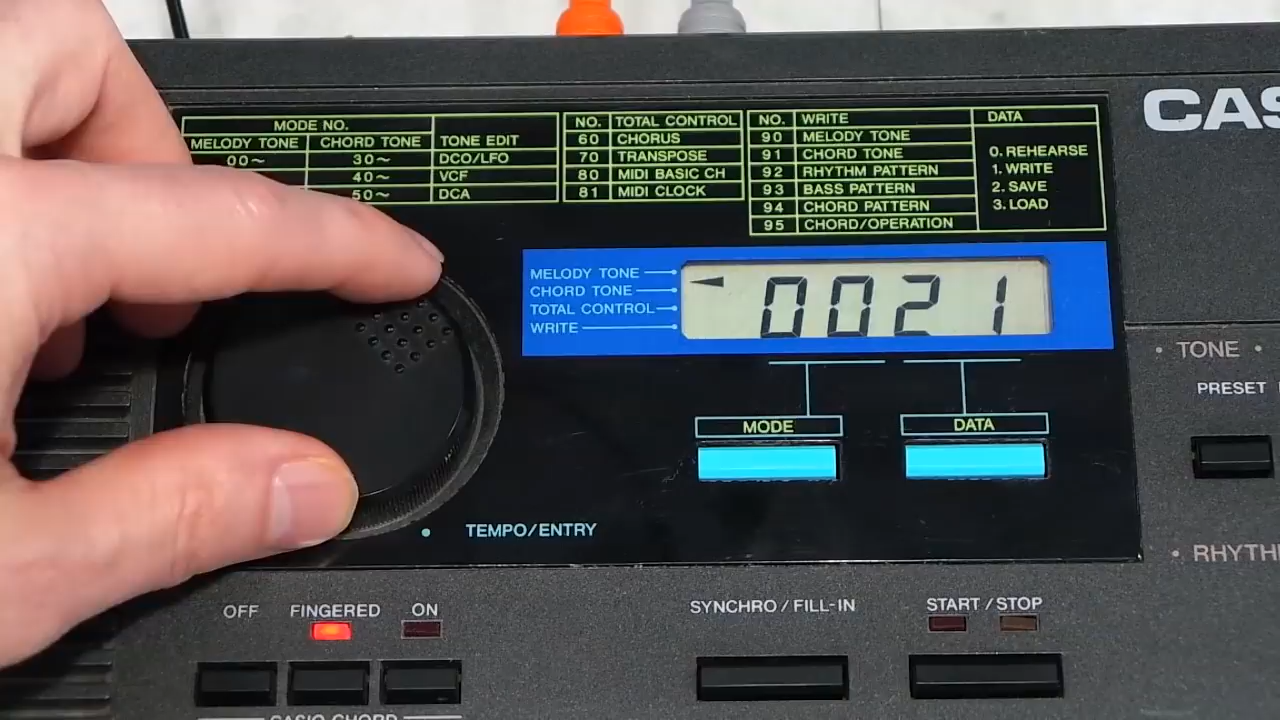 MODE NO.
MELODY TONE CHORD TONE TONE EDIT
00~ 30~ DCO/LFO
40~ VCF
50~ DCA
NO. TOTAL CONTROL
60 CHORUS
70 TRANSPOSE
80 MIDI BASIC CH
81 MIDI CLOCK
NO. WRITE DATA
90 MELODY TONE
91 CHORD TONE
92 RHYTHM PATTERN
93 BASS PATTERN
94 CHORD PATTERN
95 CHORD/OPERATION
0. REHEARSE
1. WRITE
2. SAVE
3. LOAD
CAS
MELODY TONE
CHORD TONE
TOTAL CONTROL
WRITE
0021
MODE DATA
TONE
PRESET
TEMPO/ENTRY
RHYTH
OFF FINGERED ON
SYNCHRO/FILL-IN
START/STOP
CASIO CHORD